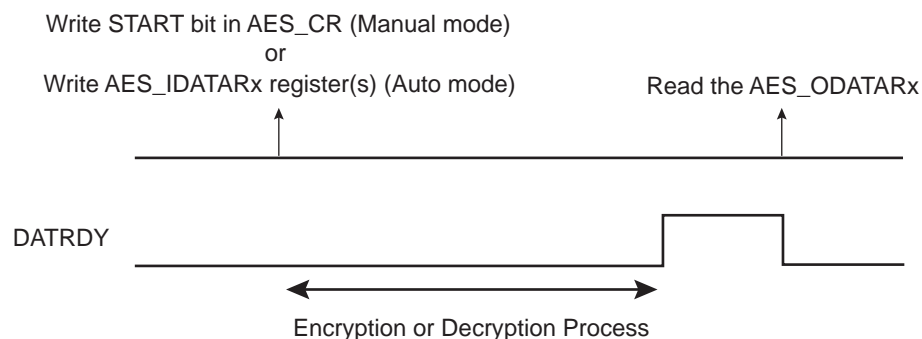 Write START bit in AES_CR (Manual mode)
or
Write AES_IDATARx register(s) (Auto mode)
Read the AES_ODATARx
DATRDY
Encryption or Decryption Process